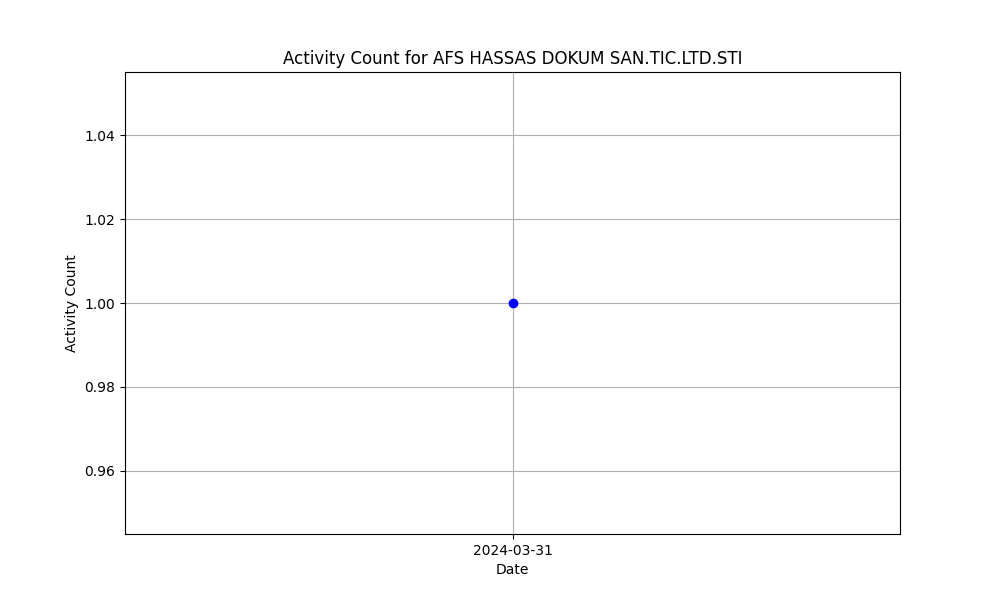 Activity Count for AFS HASSAS DOKUM SAN.TIC.LTD.STI
1.04
1.02
1.00
0.98
0.96
Activity Count
2024-03-31
Date